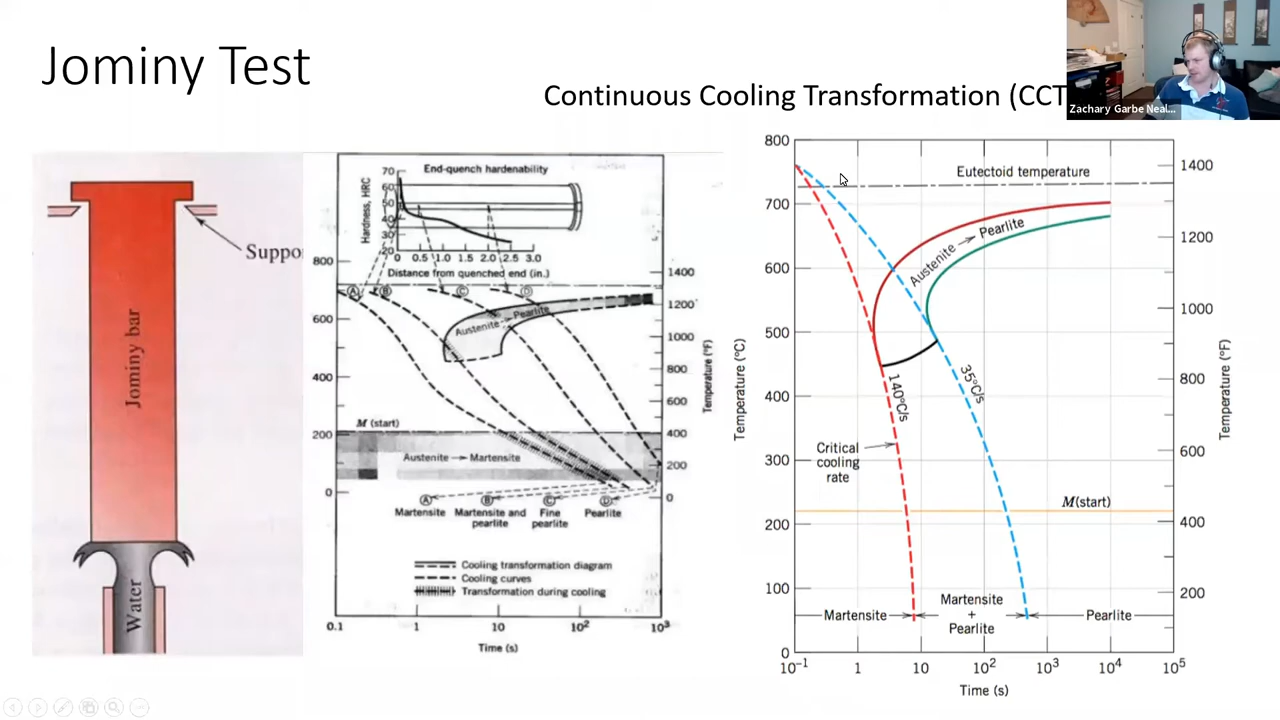 Jominy Test
Continuous Cooling Transformation (CCT
Zachary Garbe Neal...
Suppo
Jominy bar
Water
End-quench hardenability
Hardness, HRC
70
60
50
40
30
20
0 0.5 1.0 1.5 2.0 2.5 3.0
Distance from quenched end (in.)
800
600
400
200
0
1400
1200
1000
800
600
400
200
0
Temperature (°F)
A B C D
Austenite → Pearlite
M (start)
Austenite → Martensite
A B C D
Martensite
Martensite and
pearlite
Fine
pearlite
Pearlite
Cooling transformation diagram
Cooling curves
Transformation during cooling
0.1 1 10 10² 10³
Time (s)
800
700
600
500
400
300
200
100
0
Temperature (°C)
Eutectoid temperature
Austenite → Pearlite
140°C/s
35°C/s
Critical
cooling
rate
M(start)
Martensite
Martensite
+
Pearlite
Pearlite
1400
1200
1000
800
600
400
200
Temperature (°F)
10⁻¹ 1 10 10² 10³ 10⁴ 10⁵
Time (s)